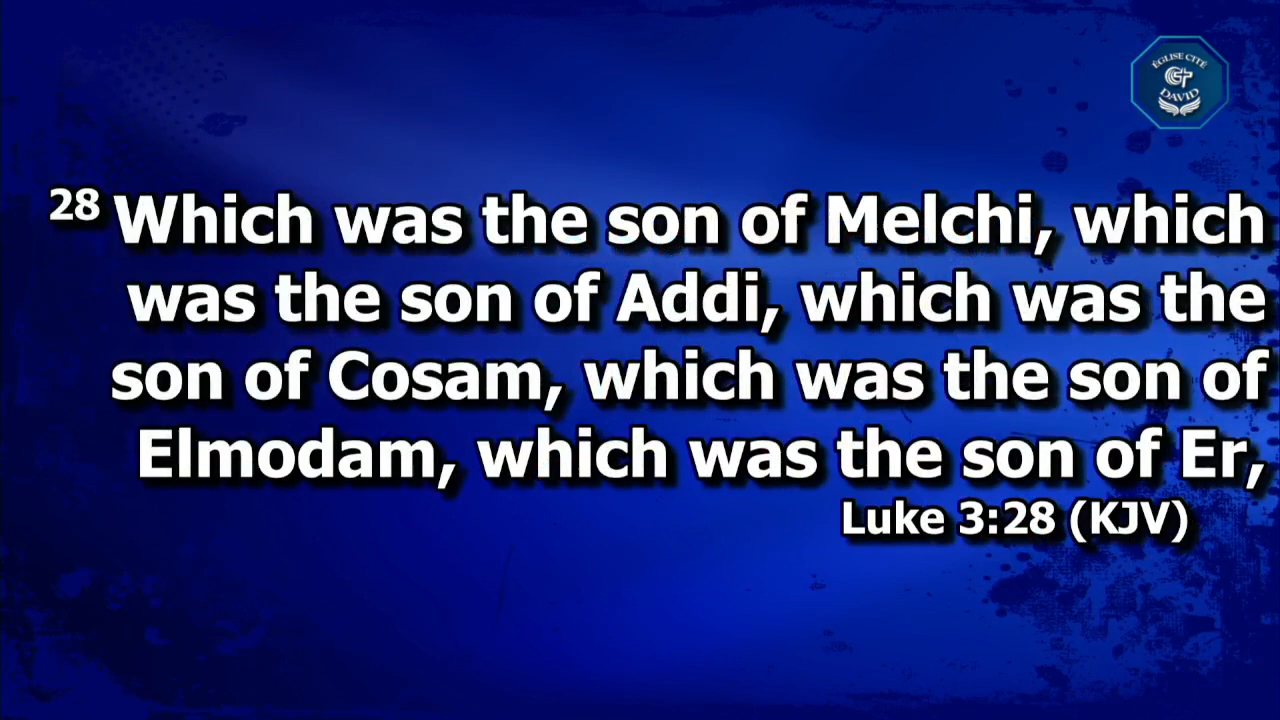 ÉGLISE CITÉ
DAVID
28 Which was the son of Melchi, which
was the son of Addi, which was the
son of Cosam, which was the son of
Elmodam, which was the son of Er,
Luke 3:28 (KJV)